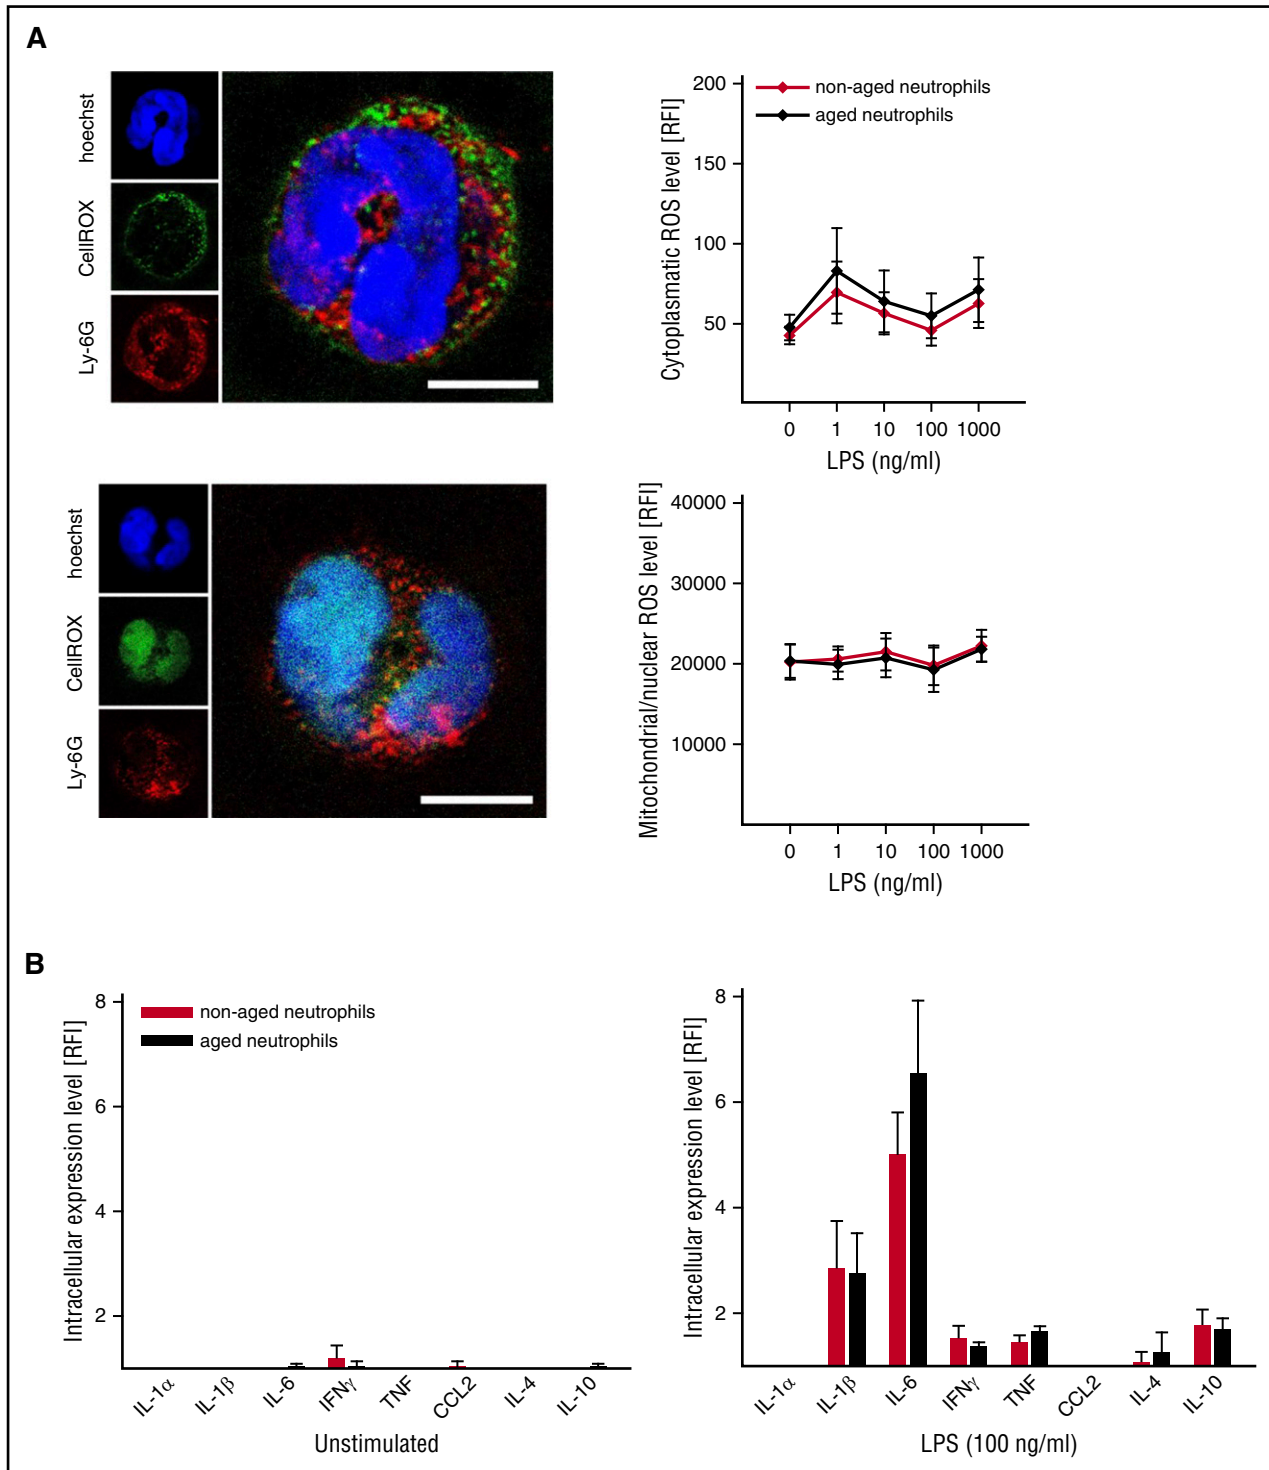 A
hoechst
CellROX
Ly-6G
Cytoplasmatic ROS level [RFI]
200
150
100
50
non-aged neutrophils
aged neutrophils
0 1 10 100 1000
LPS (ng/ml)
hoechst
CellROX
Ly-6G
Mitochondrial/nuclear ROS level [RFI]
40000
30000
20000
10000
0 1 10 100 1000
LPS (ng/ml)
B
Intracellular expression level [RFI]
8
6
4
2
non-aged neutrophils
aged neutrophils
IL-1α IL-1β IL-6 IFNγ TNF CCL2 IL-4 IL-10
Unstimulated
Intracellular expression level [RFI]
8
6
4
2
IL-1α IL-1β IL-6 IFNγ TNF CCL2 IL-4 IL-10
LPS (100 ng/ml)